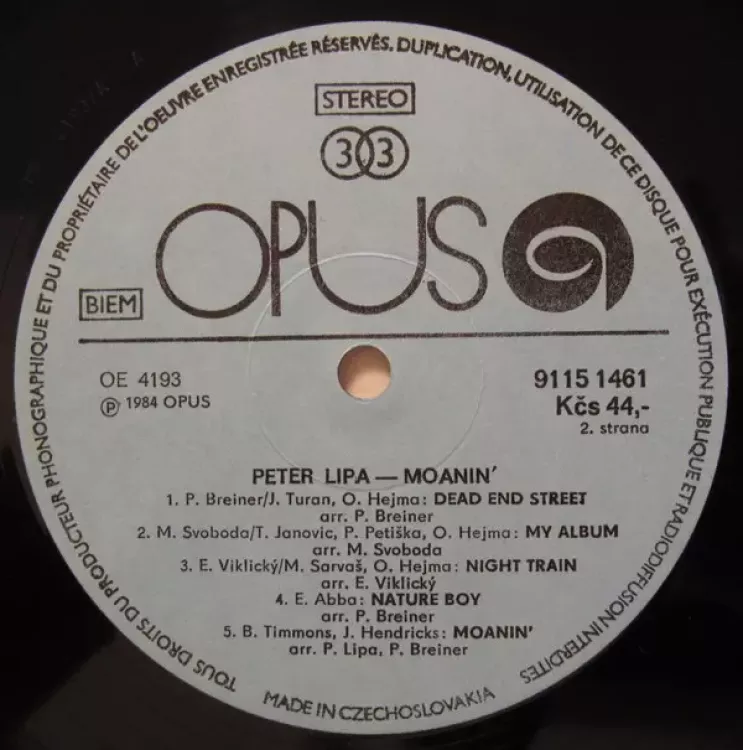 TOUS DROITS DU PRODUCTEUR PHONOGRAPHIQUE ET DU PROPRIÉTAIRE DE L'OEUVRE ENREGISTRÉE RÉSERVÉS. DUPLICATION, UTILISATION DE CE DISQUE POUR EXÉCUTION PUBLIQUE ET RADIODIFFUSION INTERDITES
STEREO
33
OPUS
BIEM
OE 4193
Ⓟ 1984 OPUS
9115 1461
Kčs 44,-
2. strana
PETER LIPA — MOANIN'
1. P. Breiner/J. Turan, O. Hejma: DEAD END STREET
arr. P. Breiner
2. M. Svoboda/T. Janovic, P. Petiška, O. Hejma: MY ALBUM
arr. M. Svoboda
3. E. Viklický/M. Sarvaš, O. Hejma: NIGHT TRAIN
arr. E. Viklický
4. E. Abba: NATURE BOY
arr. P. Breiner
5. B. Timmons, J. Hendricks: MOANIN'
arr. P. Lipa, P. Breiner
MADE IN CZECHOSLOVAKIA